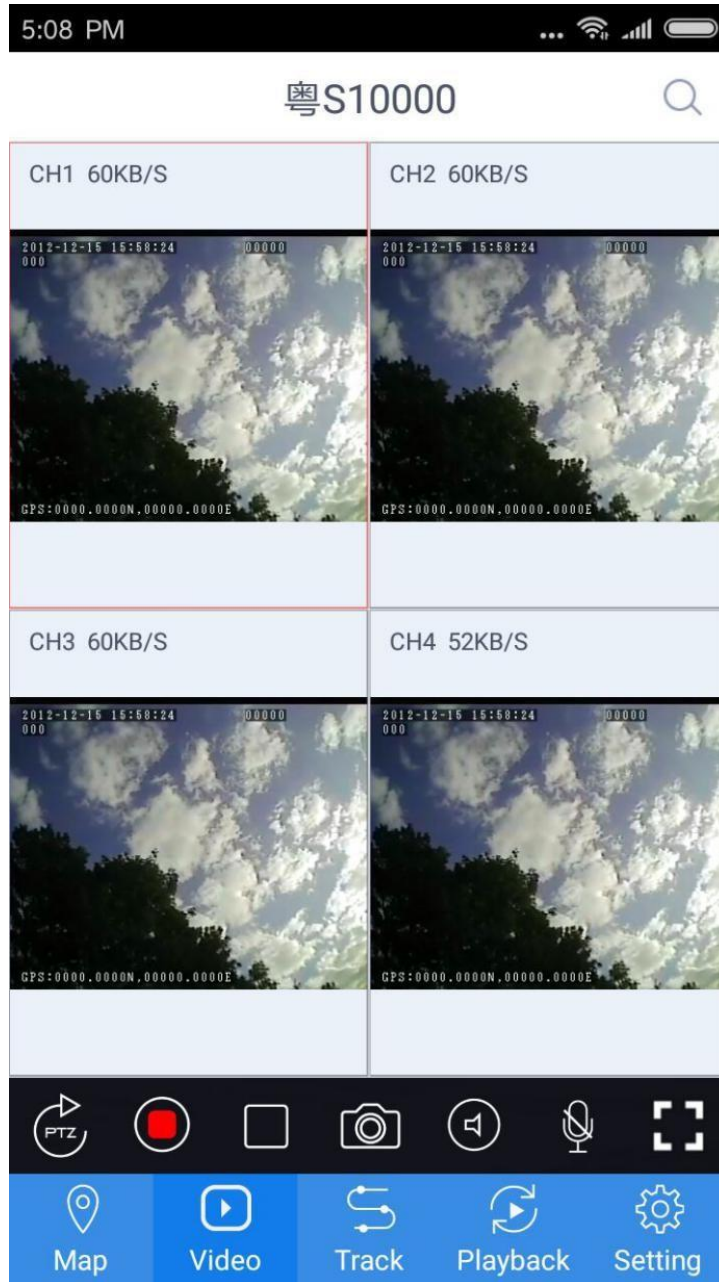 5:08 PM
粤S10000
CH1 60KB/S
CH2 60KB/S
2012-12-15 15:58:24 00000
000
2012-12-15 15:58:24 00000
000
GPS:0000.0000N,00000.0000E
GPS:0000.0000N,00000.0000E
CH3 60KB/S
CH4 52KB/S
2012-12-15 15:58:24 00000
000
2012-12-15 15:58:24 00000
000
GPS:0000.0000N,00000.0000E
GPS:0000.0000N,00000.0000E
PTZ
Map Video Track Playback Setting